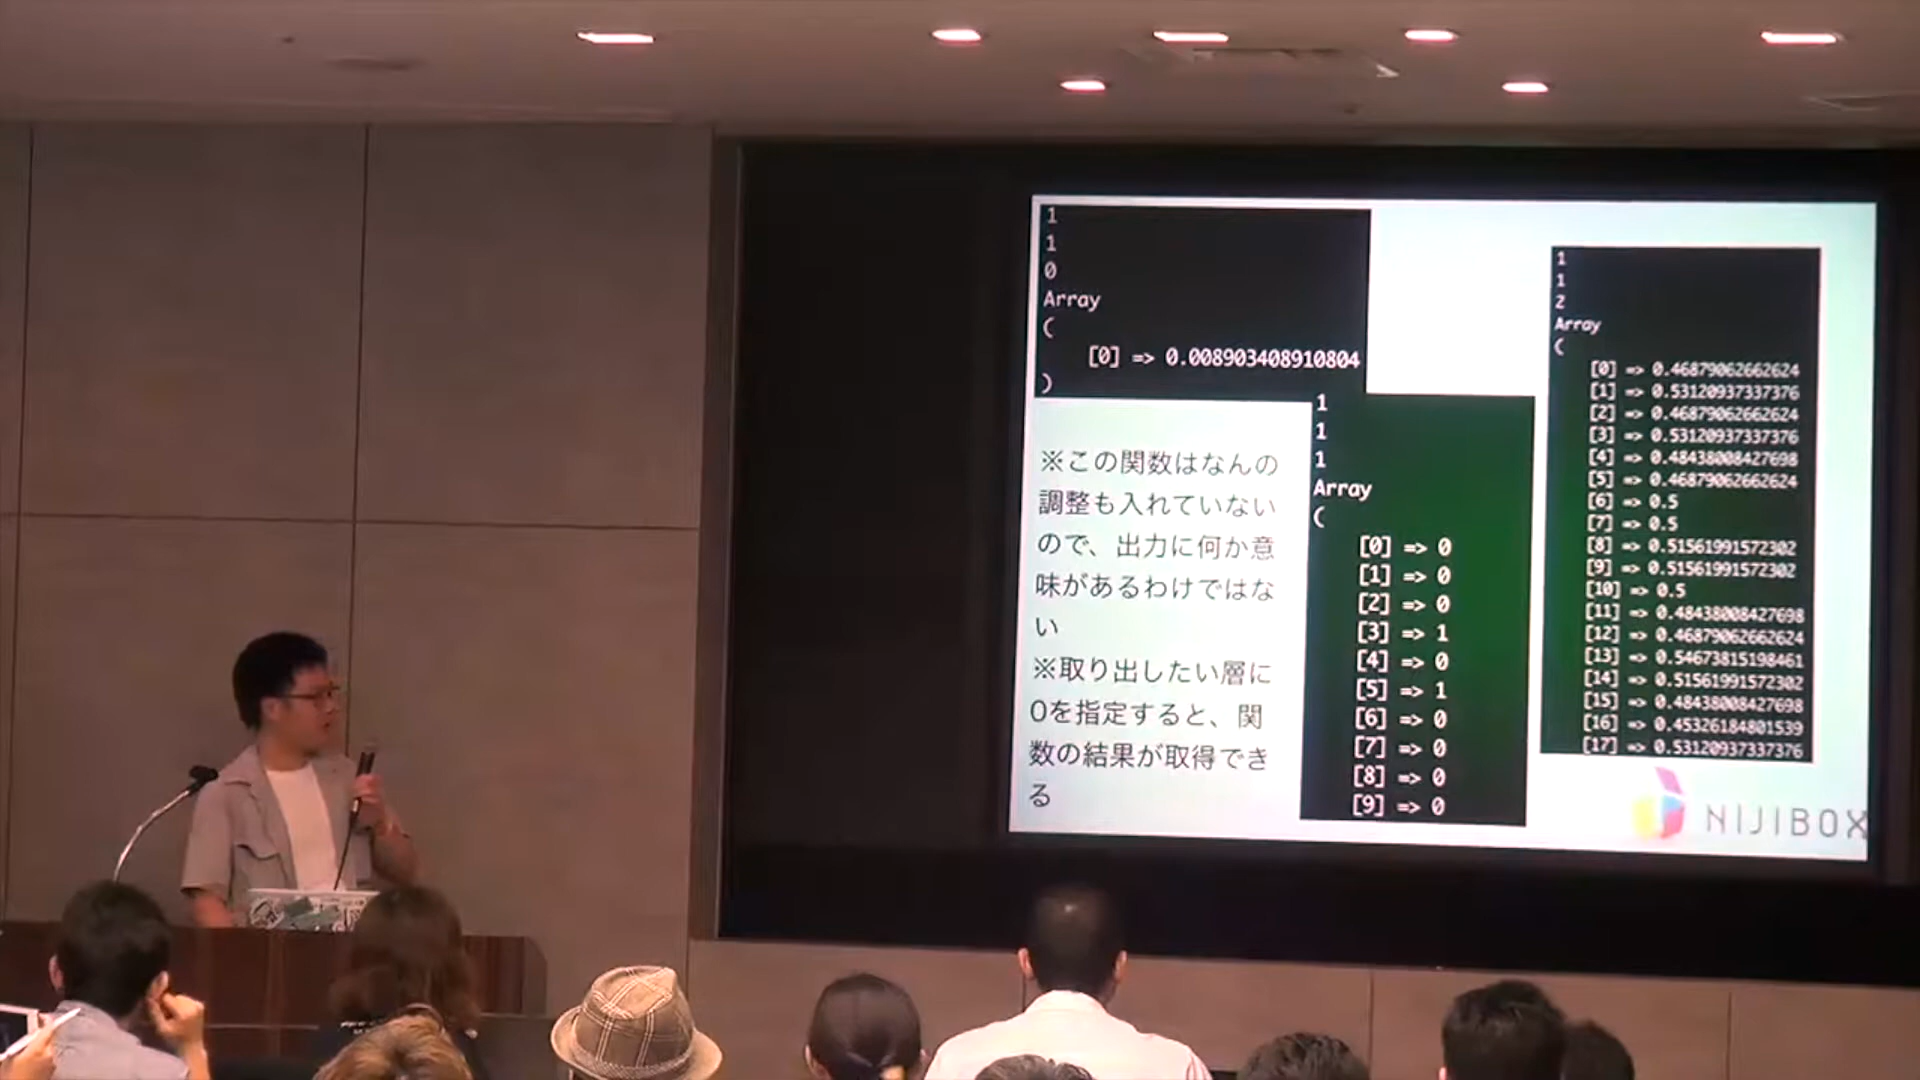 1
1
0
Array
(
[0] => 0.008903408910804
)
※この関数はなんの
調整も入れていない
ので、出力に何か意
味があるわけではな
い
※取り出したい層に
0を指定すると、関
数の結果が取得でき
る
1
1
1
Array
(
[0] => 0
[1] => 0
[2] => 0
[3] => 1
[4] => 0
[5] => 1
[6] => 0
[7] => 0
[8] => 0
[9] => 0
1
1
2
Array
(
[0] => 0.46879062662624
[1] => 0.53120937337376
[2] => 0.46879062662624
[3] => 0.53120937337376
[4] => 0.48438008427698
[5] => 0.46879062662624
[6] => 0.5
[7] => 0.5
[8] => 0.51561991572302
[9] => 0.51561991572302
[10] => 0.5
[11] => 0.48438008427698
[12] => 0.46879062662624
[13] => 0.54673815198461
[14] => 0.51561991572302
[15] => 0.48438008427698
[16] => 0.45326184801539
[17] => 0.53120937337376
NIJIBOX